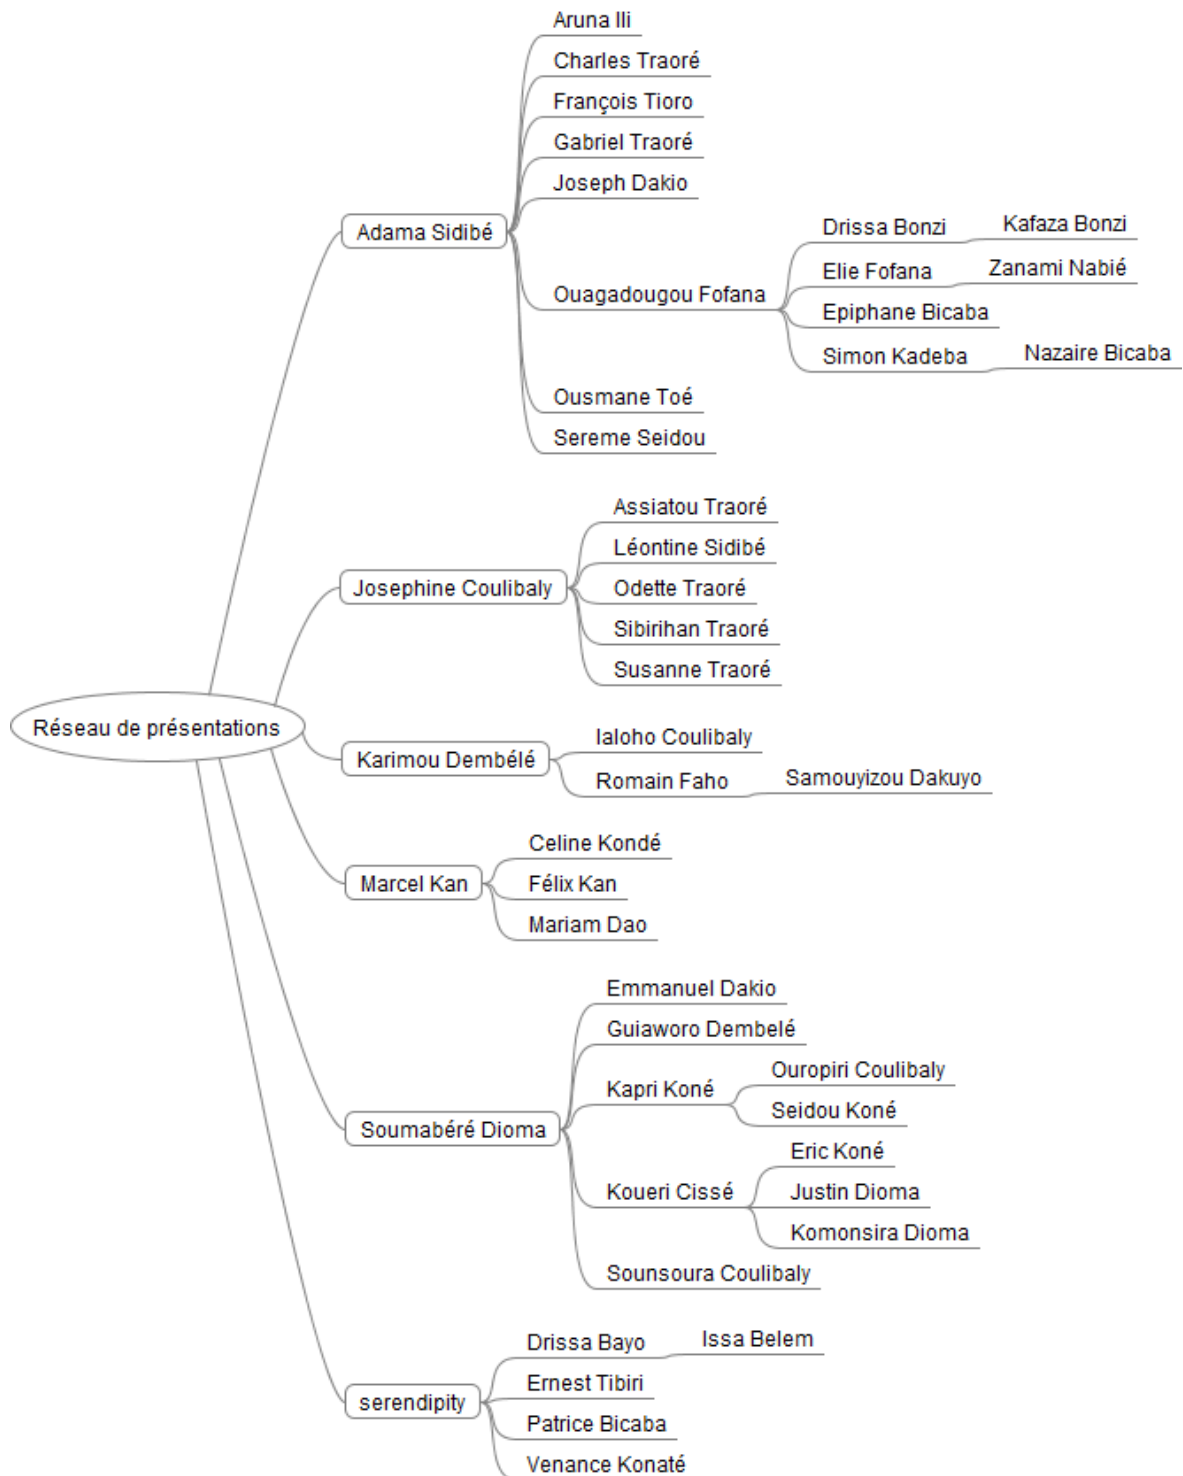 Aruna Ili
Charles Traoré
François Tioro
Gabriel Traoré
Joseph Dakio
Adama Sidibé
Ouagadougou Fofana
Drissa Bonzi
Kafaza Bonzi
Elie Fofana
Zanami Nabié
Epiphane Bicaba
Simon Kadeba
Nazaire Bicaba
Ousmane Toé
Sereme Seidou
Josephine Coulibaly
Assiatou Traoré
Léontine Sidibé
Odette Traoré
Sibirihan Traoré
Susanne Traoré
Réseau de présentations
Karimou Dembélé
Ialoho Coulibaly
Romain Faho
Samouyizou Dakuyo
Marcel Kan
Celine Kondé
Félix Kan
Mariam Dao
Soumabéré Dioma
Emmanuel Dakio
Guiaworo Dembelé
Kapri Koné
Ouropiri Coulibaly
Seidou Koné
Koueri Cissé
Eric Koné
Justin Dioma
Komonsira Dioma
Sounsoura Coulibaly
serendipity
Drissa Bayo
Issa Belem
Ernest Tibiri
Patrice Bicaba
Venance Konaté